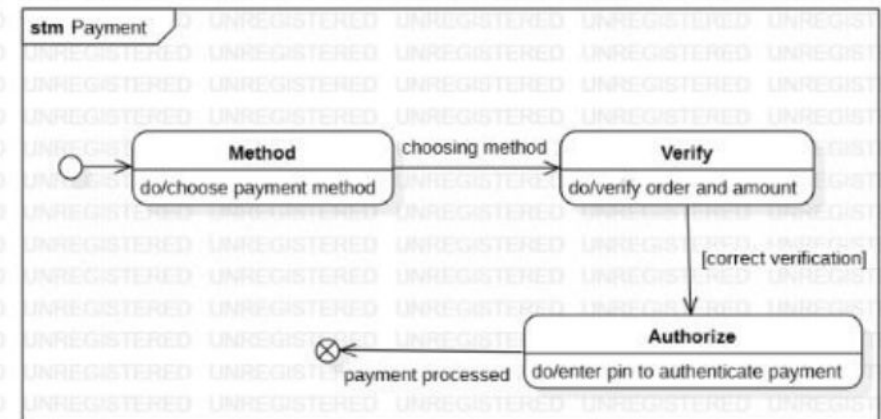 stm Payment
Method
do/choose payment method
choosing method
Verify
do/verify order and amount
[correct verification]
Authorize
do/enter pin to authenticate payment
payment processed
UNREGISTERED